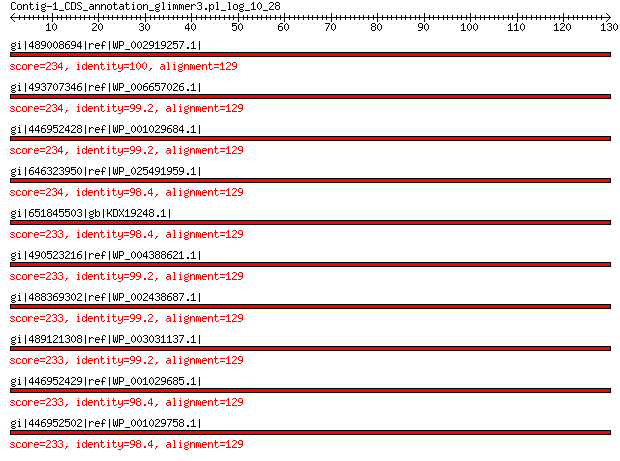 Contig-1_CDS_annotation_glimmer3.pl_log_10_28
10 20 30 40 50 60 70 80 90 100 110 120 130
gi|489008694|ref|WP_002919257.1|
score=234, identity=100, alignment=129
gi|493707346|ref|WP_006657026.1|
score=234, identity=99.2, alignment=129
gi|446952428|ref|WP_001029684.1|
score=234, identity=99.2, alignment=129
gi|646323950|ref|WP_025491959.1|
score=234, identity=98.4, alignment=129
gi|651845503|gb|KDX19248.1|
score=233, identity=98.4, alignment=129
gi|490523216|ref|WP_004388621.1|
score=233, identity=99.2, alignment=129
gi|488369302|ref|WP_002438687.1|
score=233, identity=99.2, alignment=129
gi|489121308|ref|WP_003031137.1|
score=233, identity=99.2, alignment=129
gi|446952429|ref|WP_001029685.1|
score=233, identity=98.4, alignment=129
gi|446952502|ref|WP_001029758.1|
score=233, identity=98.4, alignment=129